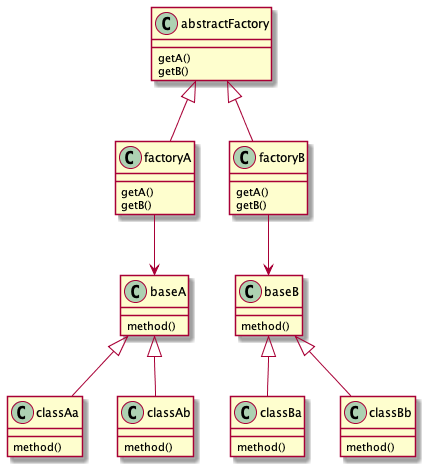 C abstractFactory
getA()
getB()
C factoryA
getA()
getB()
C factoryB
getA()
getB()
C baseA
method()
C baseB
method()
C classAa
method()
C classAb
method()
C classBa
method()
C classBb
method()